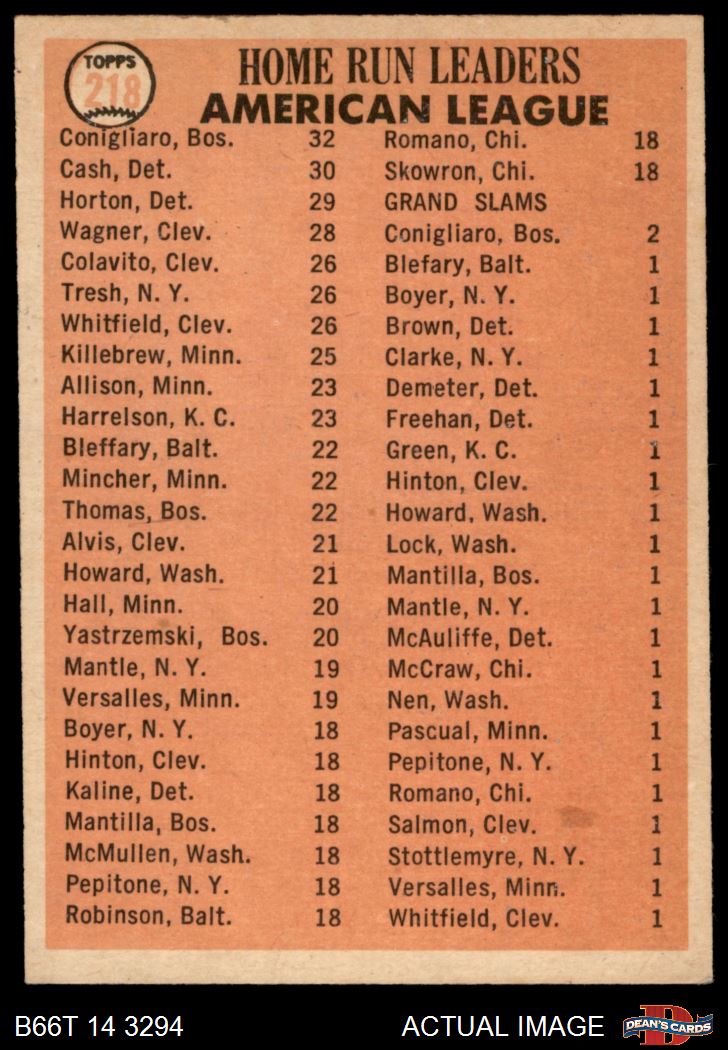 TOPPS
218
HOME RUN LEADERS
AMERICAN LEAGUE
Conigliaro, Bos. 32
Cash, Det. 30
Horton, Det. 29
Wagner, Clev. 28
Colavito, Clev. 26
Tresh, N. Y. 26
Whitfield, Clev. 26
Killebrew, Minn. 25
Allison, Minn. 23
Harrelson, K. C. 23
Bleffary, Balt. 22
Mincher, Minn. 22
Thomas, Bos. 22
Alvis, Clev. 21
Howard, Wash. 21
Hall, Minn. 20
Yastrzemski, Bos. 20
Mantle, N. Y. 19
Versalles, Minn. 19
Boyer, N. Y. 18
Hinton, Clev. 18
Kaline, Det. 18
Mantilla, Bos. 18
McMullen, Wash. 18
Pepitone, N. Y. 18
Robinson, Balt. 18
Romano, Chi. 18
Skowron, Chi. 18
GRAND SLAMS
Conigliaro, Bos. 2
Blefary, Balt. 1
Boyer, N. Y. 1
Brown, Det. 1
Clarke, N. Y. 1
Demeter, Det. 1
Freehan, Det. 1
Green, K. C. 1
Hinton, Clev. 1
Howard, Wash. 1
Lock, Wash. 1
Mantilla, Bos. 1
Mantle, N. Y. 1
McAuliffe, Det. 1
McCraw, Chi. 1
Nen, Wash. 1
Pascual, Minn. 1
Pepitone, N. Y. 1
Romano, Chi. 1
Salmon, Clev. 1
Stottlemyre, N. Y. 1
Versalles, Minn. 1
Whitfield, Clev. 1
B66T 14 3294
ACTUAL IMAGE
D
DEAN'S CARDS